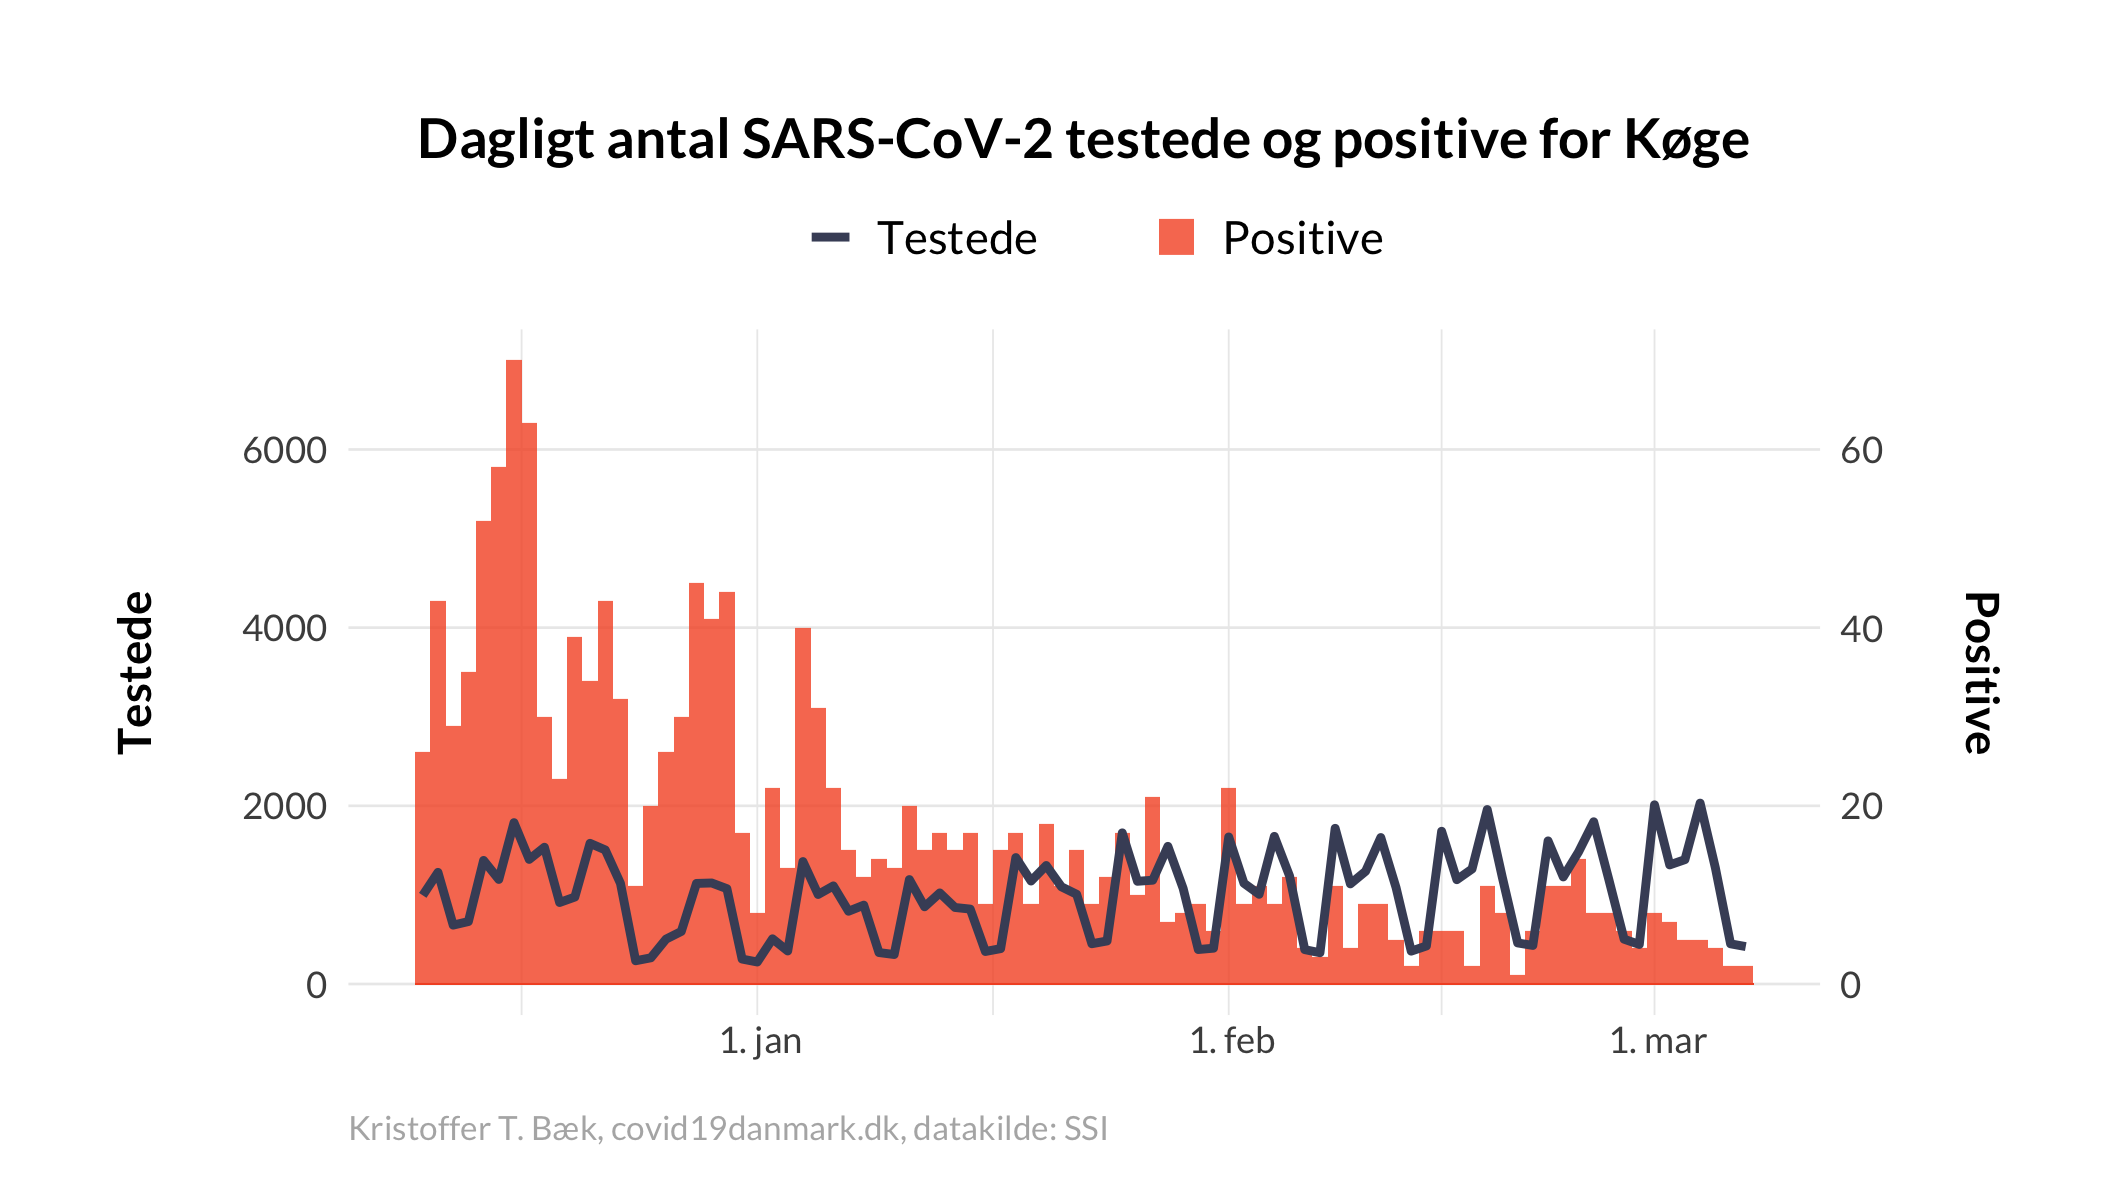 Dagligt antal SARS-CoV-2 testede og positive for Køge
Testede
Positive
Testede
6000
4000
2000
0
60
40
20
0
Positive
1. jan
1. feb
1. mar
Kristoffer T. Bæk, covid19danmark.dk, datakilde: SSI